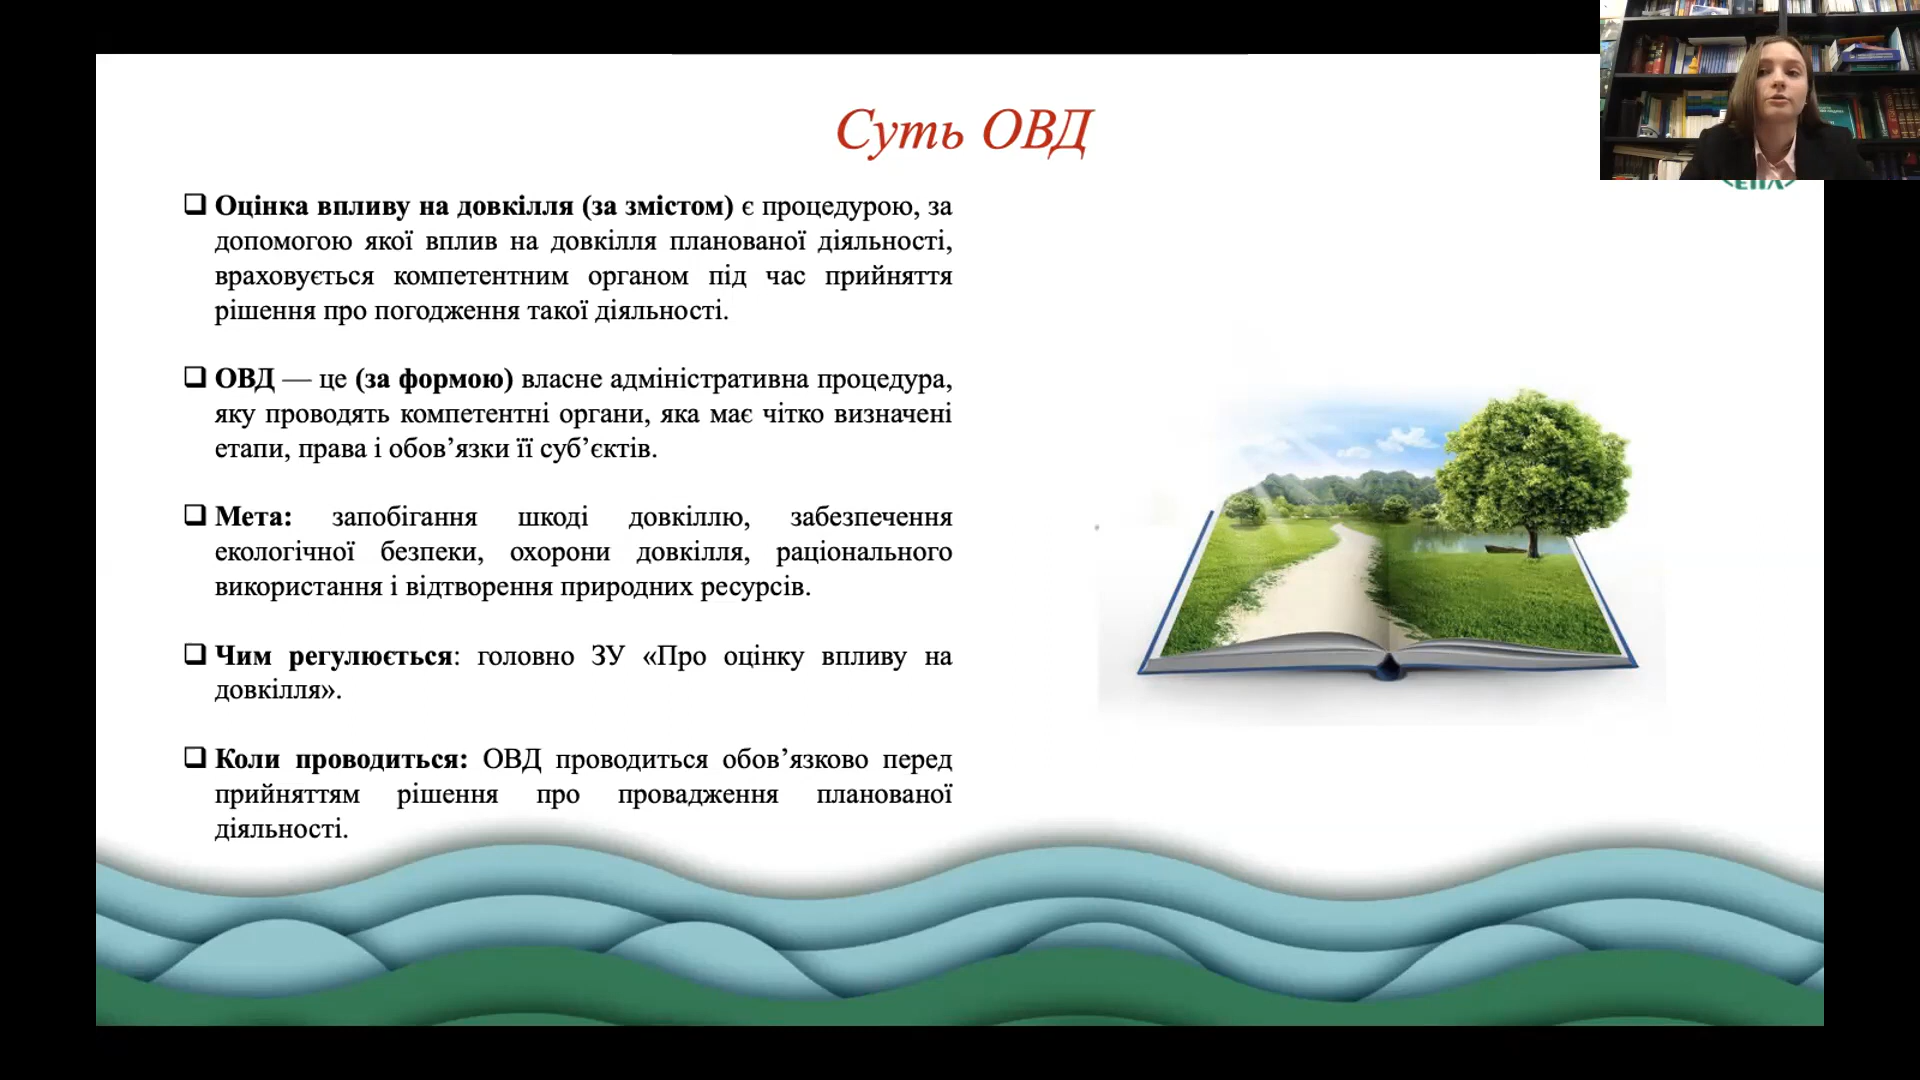 Суть ОВД
❑ Оцінка впливу на довкілля (за змістом) є процедурою, за
допомогою якої вплив на довкілля планованої діяльності,
враховується компетентним органом під час прийняття
рішення про погодження такої діяльності.
❑ ОВД — це (за формою) власне адміністративна процедура,
яку проводять компетентні органи, яка має чітко визначені
етапи, права і обов’язки її суб’єктів.
❑ Мета: запобігання шкоді довкіллю, забезпечення
екологічної безпеки, охорони довкілля, раціонального
використання і відтворення природних ресурсів.
❑ Чим регулюється: головно ЗУ «Про оцінку впливу на
довкілля».
❑ Коли проводиться: ОВД проводиться обов’язково перед
прийняттям рішення про провадження планованої
діяльності.